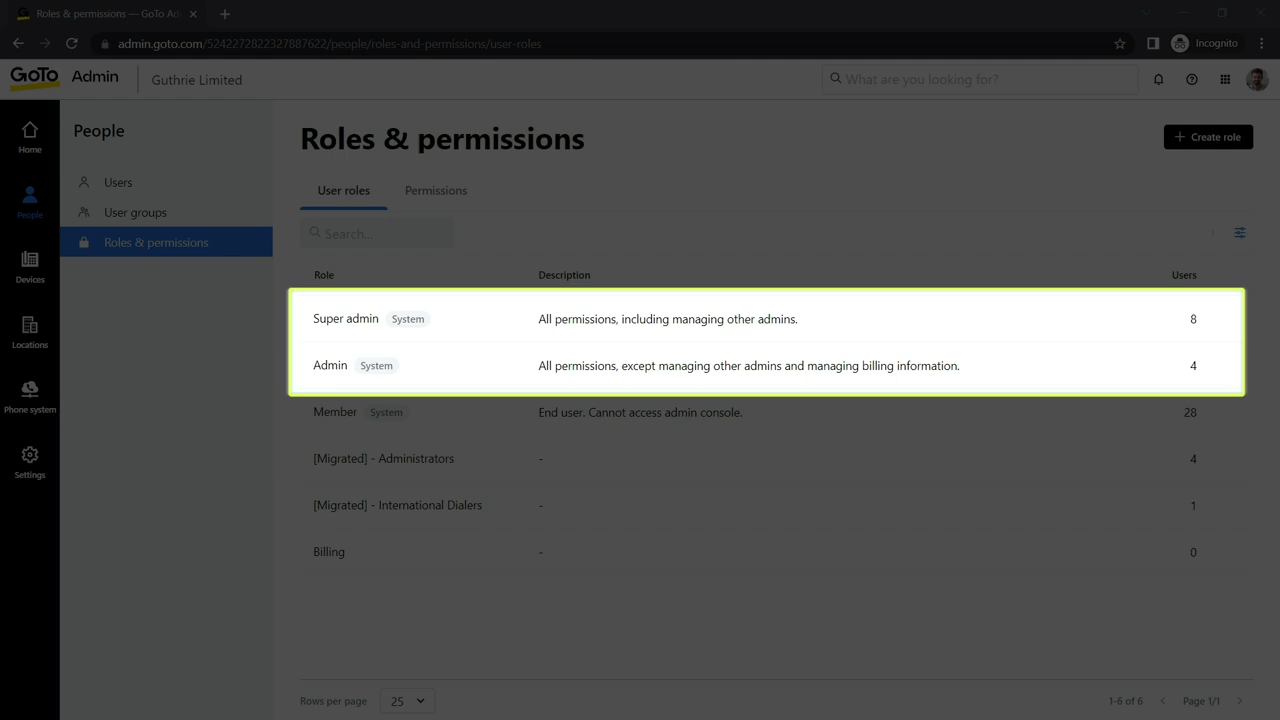 Roles & permissions — GoTo Ad
admin.goto.com/5242272822327887622/people/roles-and-permissions/user-roles
Incognito
GoTo Admin Guthrie Limited
What are you looking for?
Home
People
Devices
Locations
Phone system
Settings
People
Users
User groups
Roles & permissions
Roles & permissions
Create role
User roles Permissions
Search...
Role Description Users
Super admin System All permissions, including managing other admins. 8
Admin System All permissions, except managing other admins and managing billing information. 4
Member System End user. Cannot access admin console. 28
[Migrated] - Administrators - 4
[Migrated] - International Dialers - 1
Billing - 0
Rows per page 25 1-6 of 6 Page 1/1